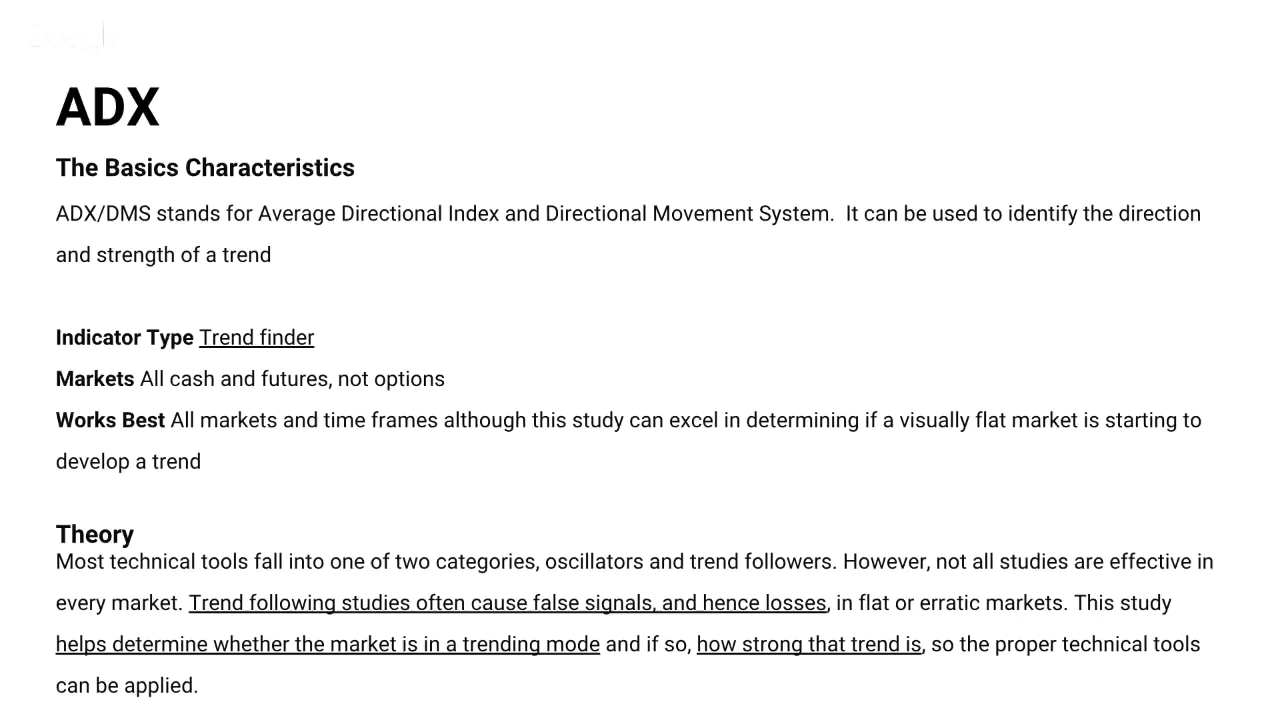 ADX
The Basics Characteristics
ADX/DMS stands for Average Directional Index and Directional Movement System.  It can be used to identify the direction
and strength of a trend
Indicator Type Trend finder
Markets All cash and futures, not options
Works Best All markets and time frames although this study can excel in determining if a visually flat market is starting to
develop a trend
Theory
Most technical tools fall into one of two categories, oscillators and trend followers. However, not all studies are effective in
every market. Trend following studies often cause false signals, and hence losses, in flat or erratic markets. This study
helps determine whether the market is in a trending mode and if so, how strong that trend is, so the proper technical tools
can be applied.